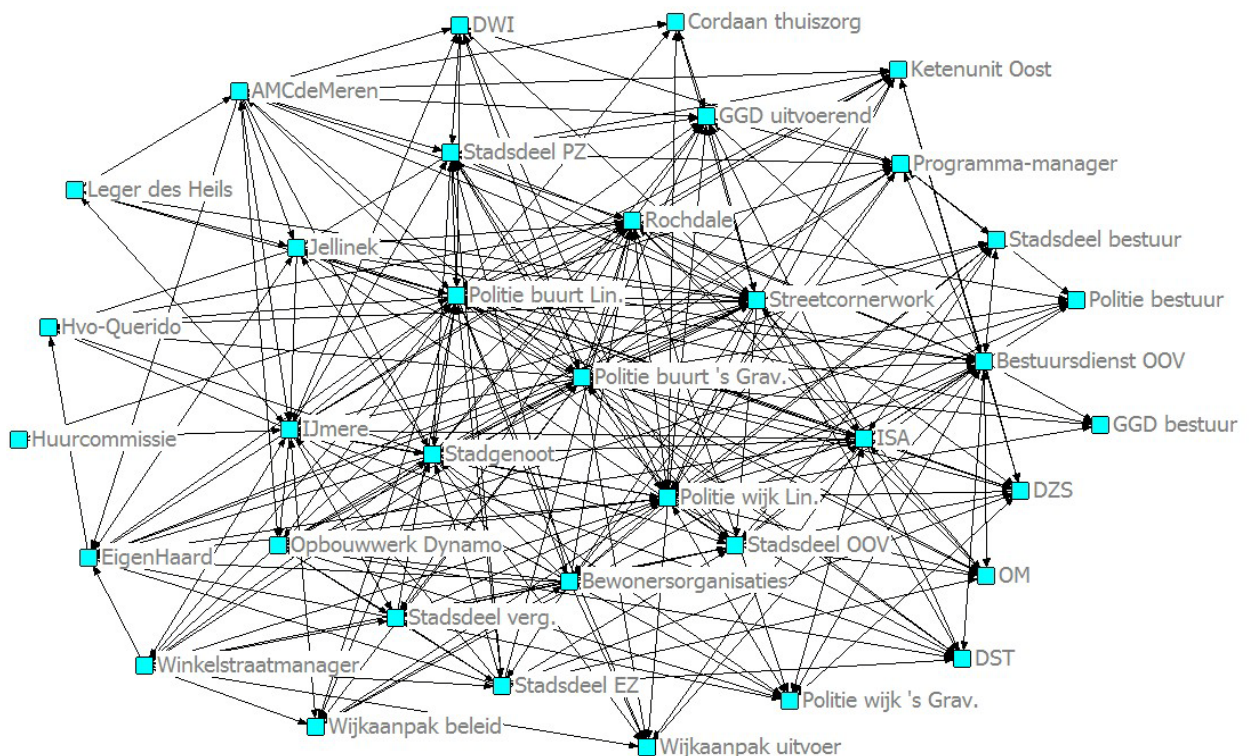 DWI
Cordaan thuiszorg
Ketenunit Oost
AMCdeMeren
GGD uitvoerend
Stadsdeel PZ
Programma-manager
Leger des Heils
Rochdale
Stadsdeel bestuur
Jellinek
Politie buurt Lin.
Streetcornerwork
Politie bestuur
Hvo-Querido
Bestuursdienst OOV
Politie buurt 's Grav.
GGD bestuur
IJmere
Huurcommissie
ISA
Stadgenoot
DZS
Politie wijk Lin.
Opbouwwerk Dynamo
Stadsdeel OOV
EigenHaard
Bewonersorganisaties
OM
Stadsdeel verg.
DST
Winkelstraatmanager
Stadsdeel EZ
Politie wijk 's Grav.
Wijkaanpak beleid
Wijkaanpak uitvoer